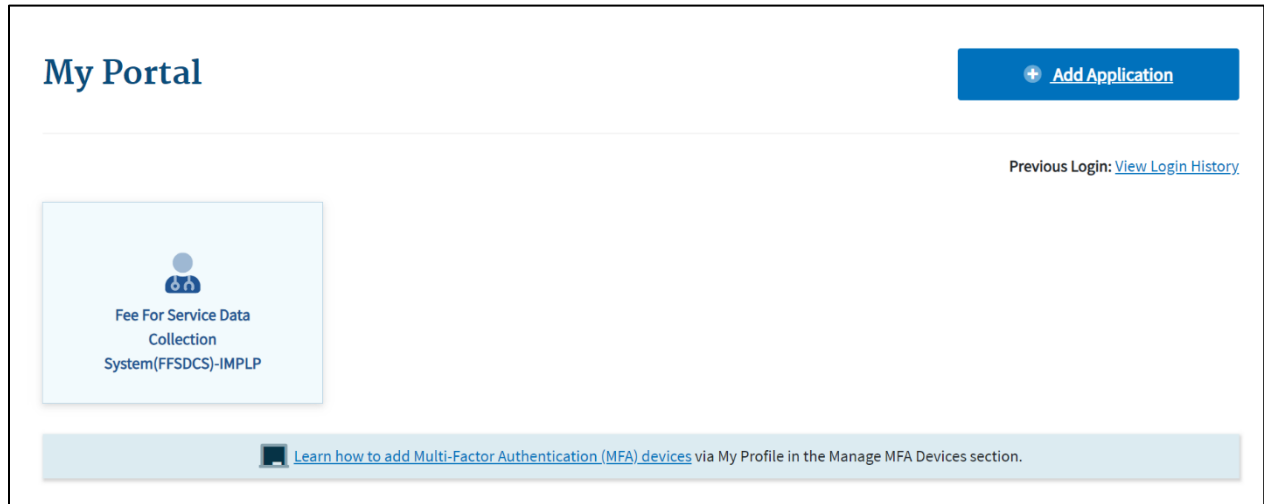 My Portal
Add Application
Previous Login: View Login History
Fee For Service Data
Collection
System(FFSDCS)-IMPLP
Learn how to add Multi-Factor Authentication (MFA) devices via My Profile in the Manage MFA Devices section.